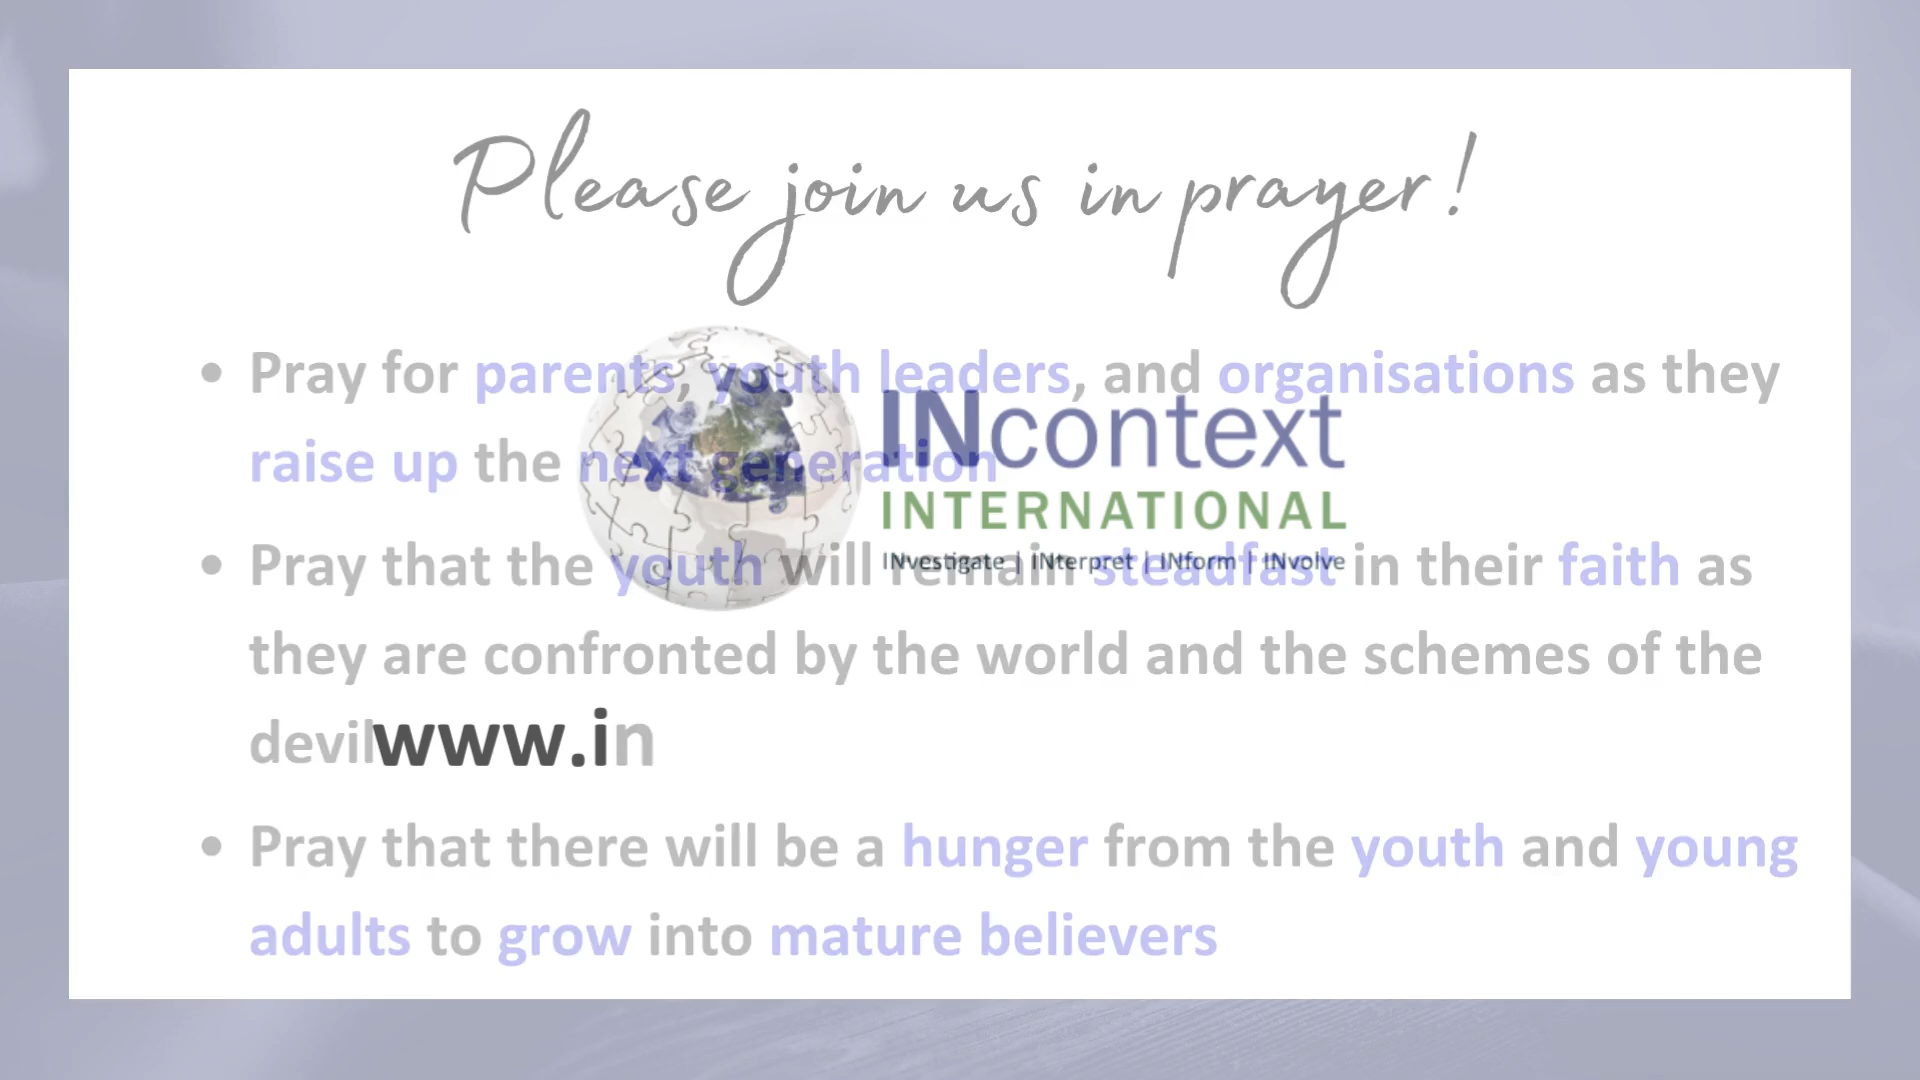 Please join us in prayer!
• Pray for parents, youth leaders, and organisations as they
raise up the next generation
INcontext
INTERNATIONAL
INvestigate | INterpret | INform | INvolve
• Pray that the youth will remain steadfast in their faith as
they are confronted by the world and the schemes of the
devil
www.in
• Pray that there will be a hunger from the youth and young
adults to grow into mature believers